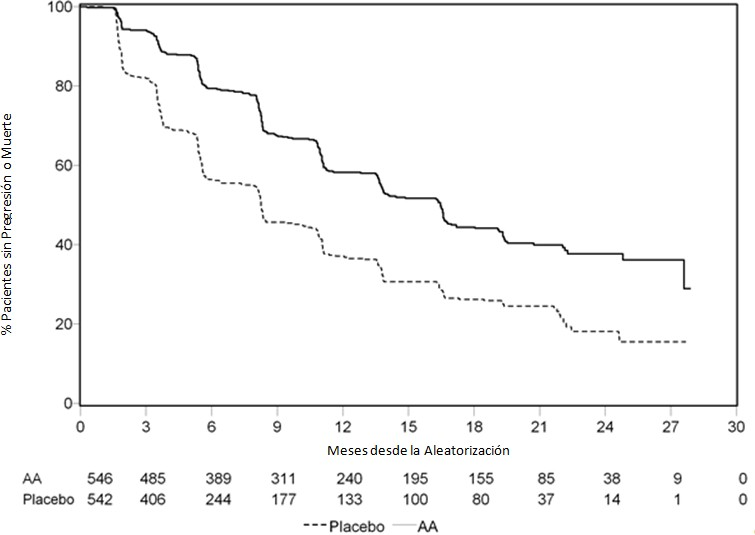 % Pacientes sin Progresión o Muerte
100
80
60
40
20
0
0 3 6 9 12 15 18 21 24 27 30
Meses desde la Aleatorización
AA 546 485 389 311 240 195 155 85 38 9 0
Placebo 542 406 244 177 133 100 80 37 14 1 0
Placebo AA